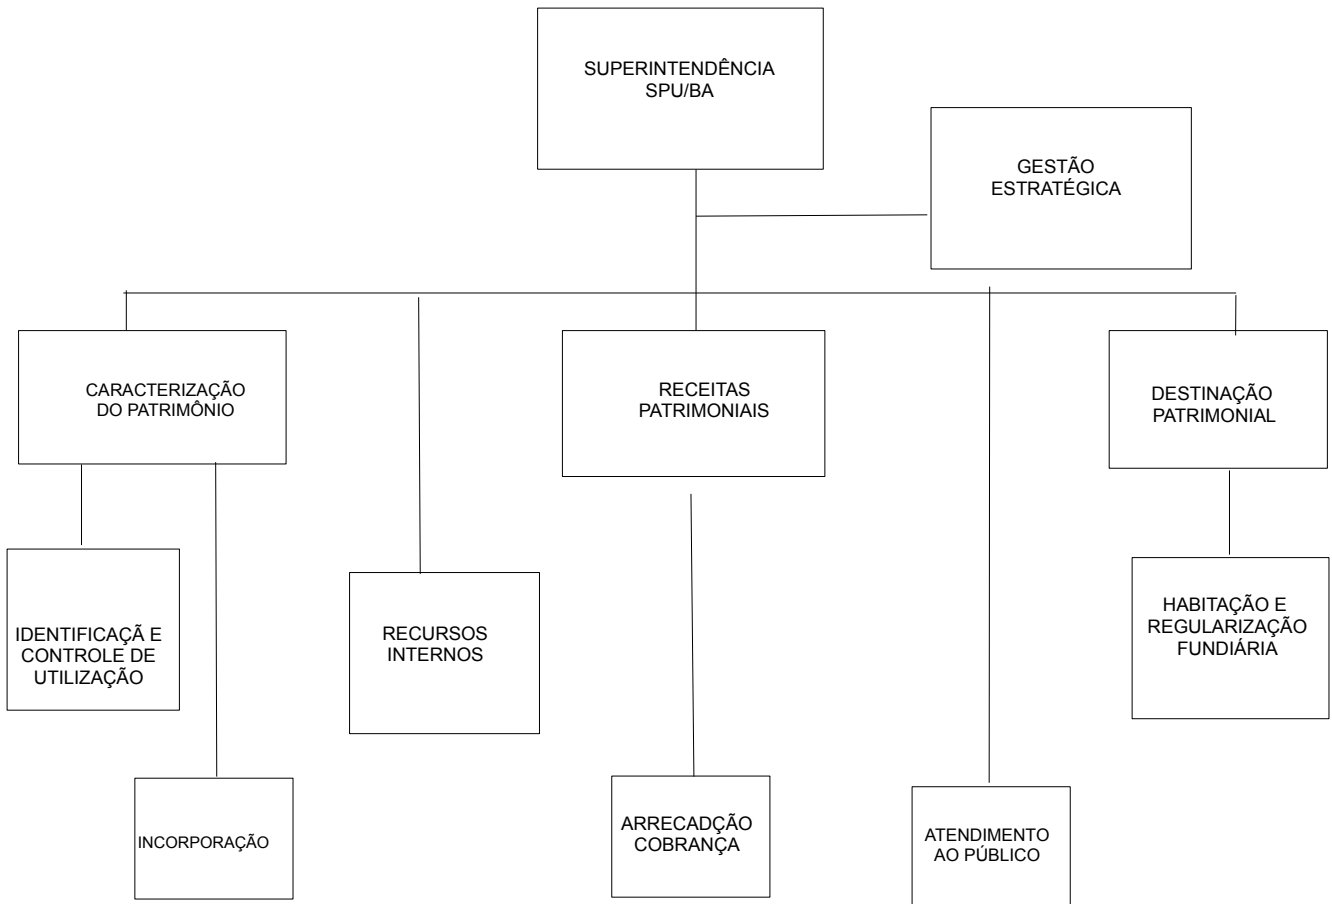 SUPERINTENDÊNCIA
SPU/BA
GESTÃO
ESTRATÉGICA
CARACTERIZAÇÃO
DO PATRIMÔNIO
RECEITAS
PATRIMONIAIS
DESTINAÇÃO
PATRIMONIAL
IDENTIFICAÇÃ E
CONTROLE DE
UTILIZAÇÃO
RECURSOS
INTERNOS
HABITAÇÃO E
REGULARIZAÇÃO
FUNDIÁRIA
INCORPORAÇÃO
ARRECADÇÃO
COBRANÇA
ATENDIMENTO
AO PÚBLICO